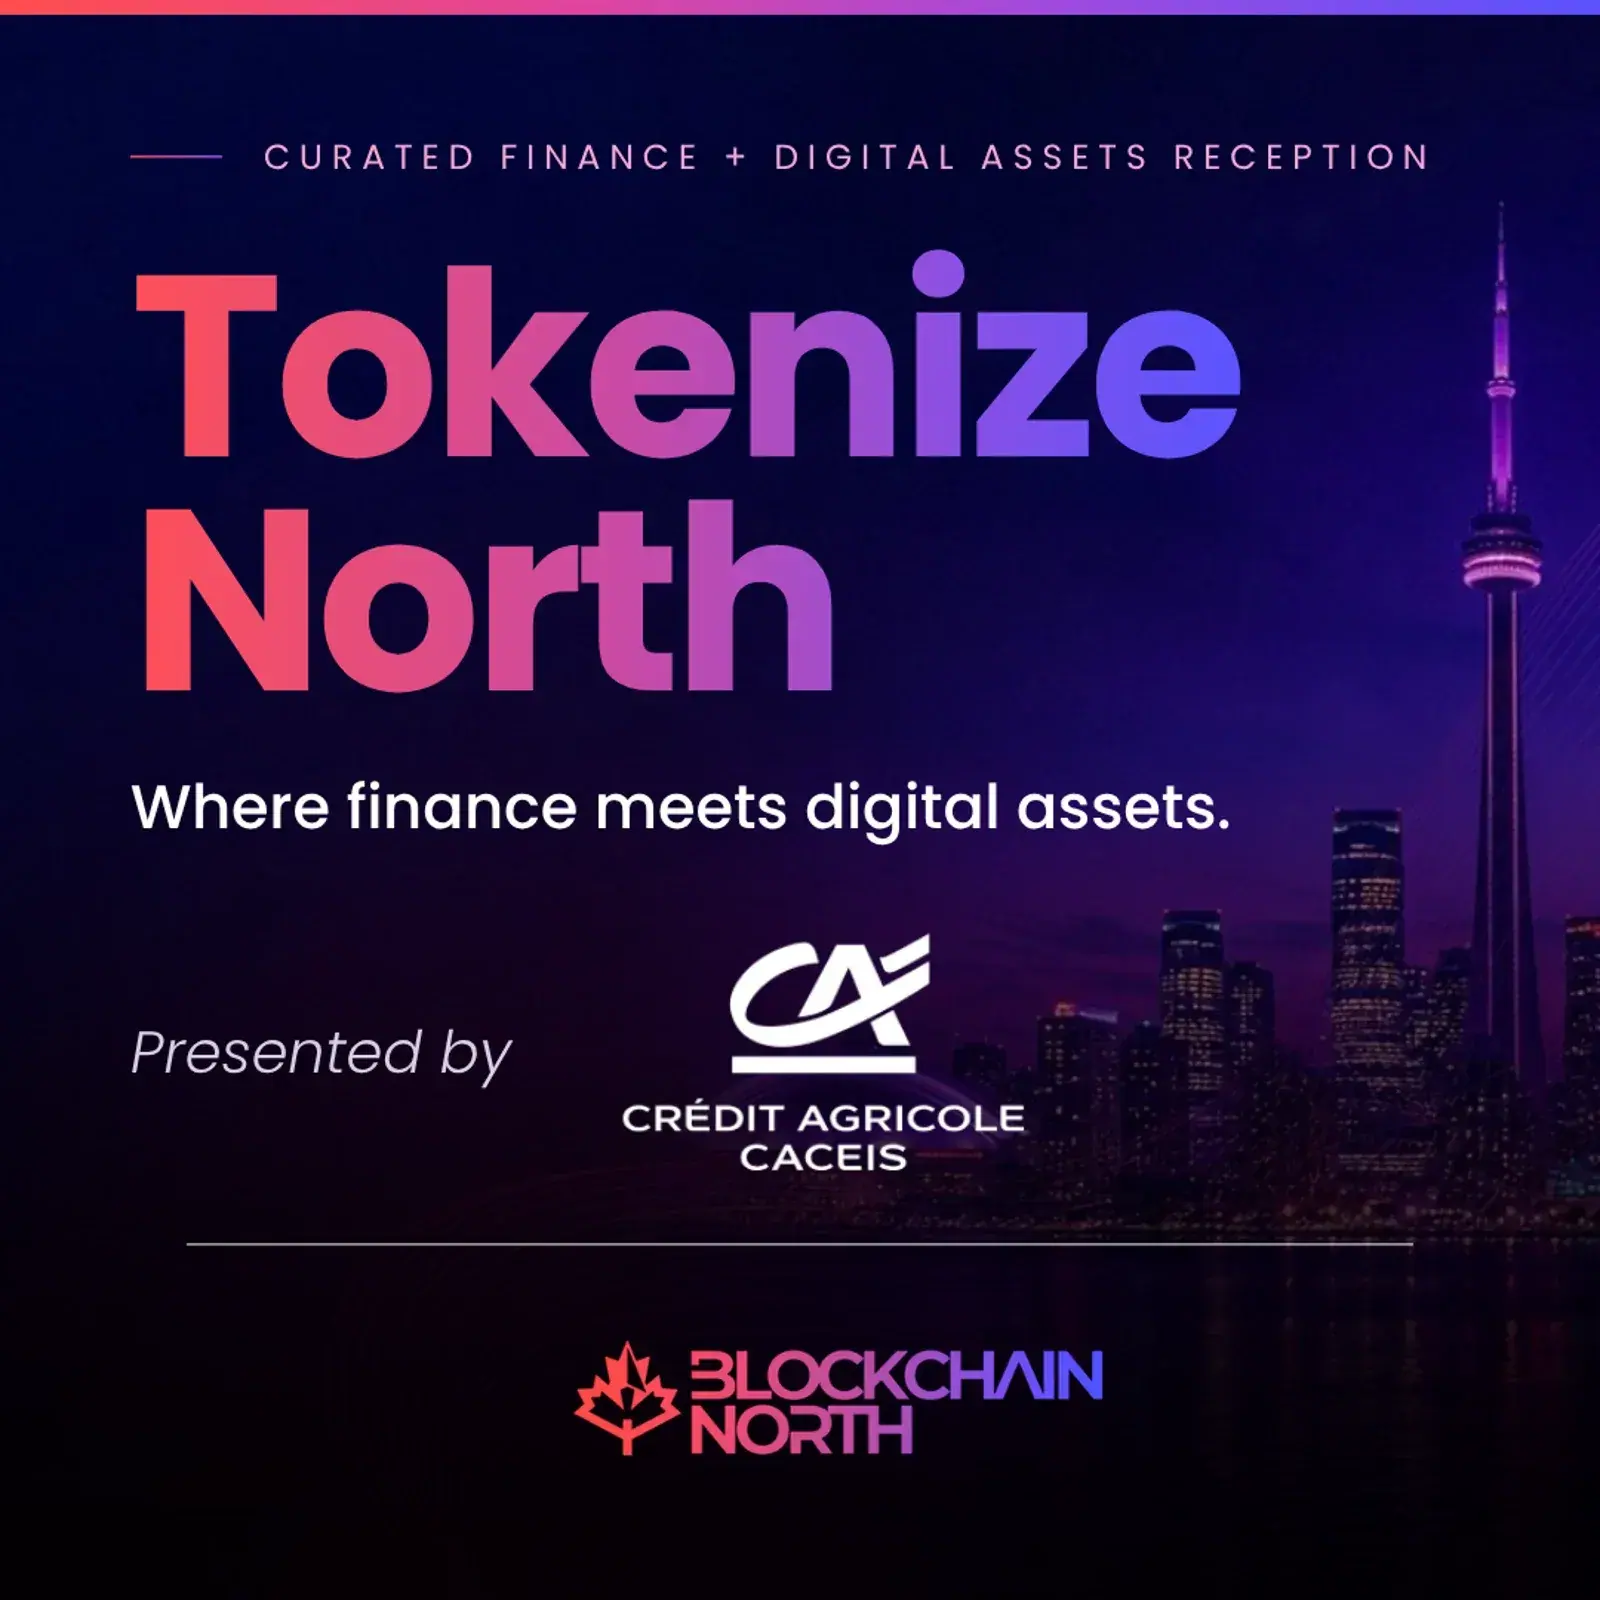 CURATED FINANCE + DIGITAL ASSETS RECEPTION
Tokenize
North
Where finance meets digital assets.
Presented by
CA
CRÉDIT AGRICOLE
CACEIS
BLOCKCHAIN
NORTH